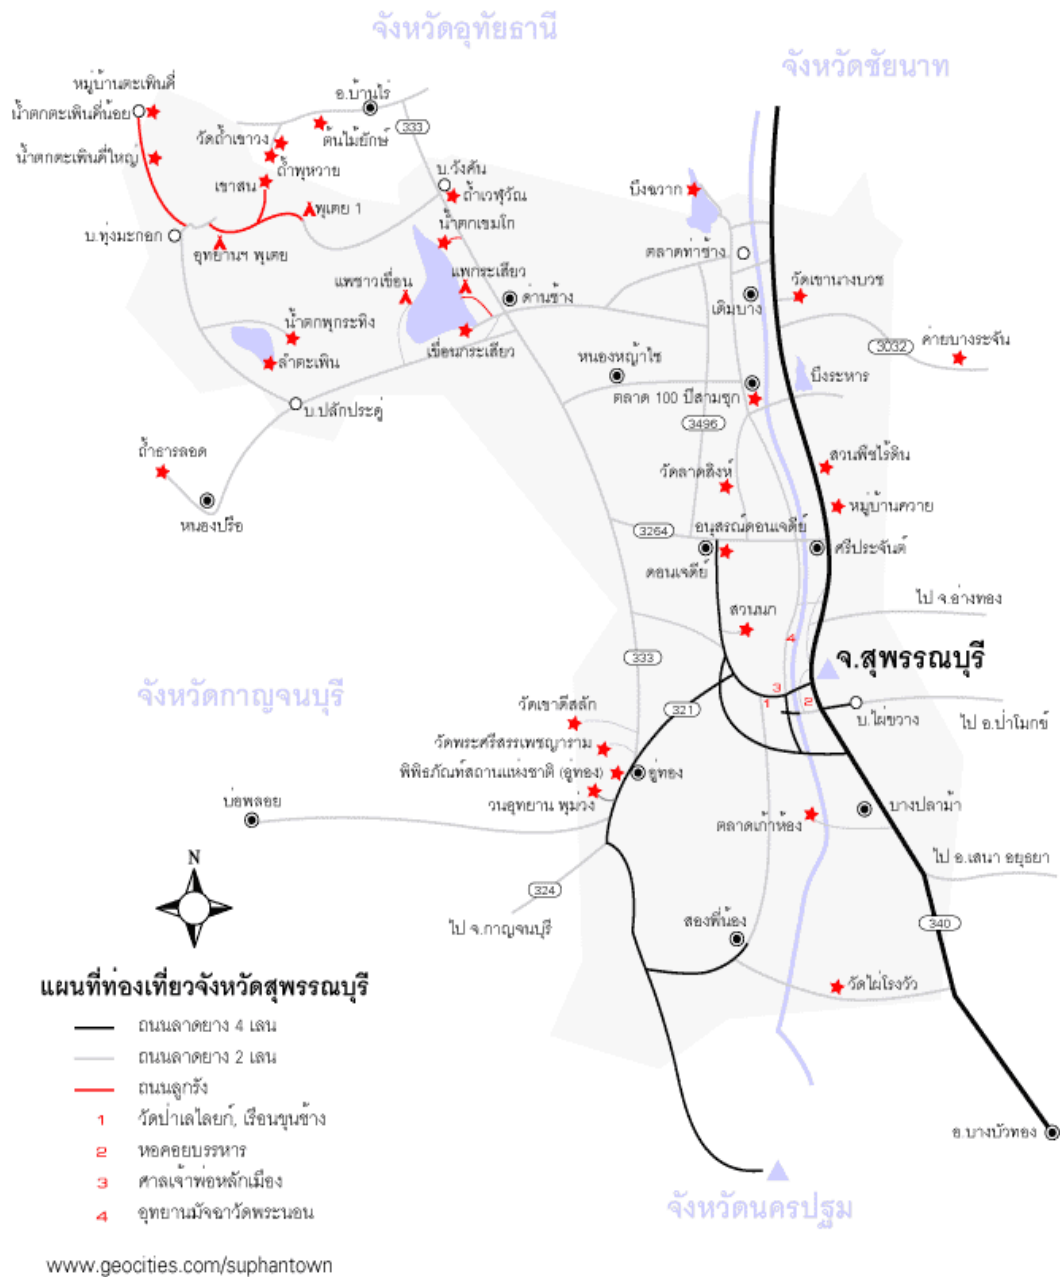 จังหวัดอุทัยธานี
จังหวัดชัยนาท
หมู่บ้านตะเพินคี่
น้ำตกตะเพินคี่น้อย
น้ำตกตะเพินคี่ใหญ่
อ.บ้านไร่
วัดถ้ำเขาวง
ต้นไม้ยักษ์
333
ถ้ำพุหวาย
เขาสน
บ.วังคัน
ถ้ำเวฬุวัณ
บึงฉวาก
พุเตย 1
น้ำตกเขมโก
บ.ทุ่งมะกอก
อุทยานฯ พุเตย
ตลาดท่าช้าง
แพชาวเขื่อน
แพกระเสียว
ด่านช้าง
วัดเขานางบวช
เดิมบาง
น้ำตกพุกระทิง
ลำตะเพิน
เขื่อนกระเสียว
หนองหญ้าไซ
3032
ค่ายบางระจัน
บึงระหาร
ตลาด 100 ปีสามชุก
บ.ปลักประดู่
3496
ถ้ำธารลอด
วัดลาดสิงห์
สวนพืชไร้ดิน
หมู่บ้านควาย
หนองปรือ
3264
อนุสรณ์ดอนเจดีย์
ศรีประจันต์
ดอนเจดีย์
สวนนก
ไป จ.อ่างทอง
4
333
จ.สุพรรณบุรี
จังหวัดกาญจนบุรี
3
1
2
วัดเขาดีสลัก
321
บ.ไผ่ขวาง
ไป อ.ป่าโมกข์
วัดพระศรีสรรเพชญาราม
พิพิธภัณท์สถานแห่งชาติ (อู่ทอง)
อู่ทอง
วนอุทยาน พุม่วง
บ่อพลอย
ตลาดเก้าห้อง
บางปลาม้า
ไป อ.เสนา อยุธยา
N
324
ไป จ.กาญจนบุรี
สองพี่น้อง
340
วัดไผ่โรงวัว
แผนที่ท่องเที่ยวจังหวัดสุพรรณบุรี
ถนนลาดยาง 4 เลน
ถนนลาดยาง 2 เลน
ถนนลูกรัง
1 วัดป่าเลไลยก์, เรือนขุนช้าง
2 หอคอยบรรหาร
3 ศาลเจ้าพ่อหลักเมือง
4 อุทยานมัจฉาวัดพระนอน
อ.บางบัวทอง
จังหวัดนครปฐม
www.geocities.com/suphantown